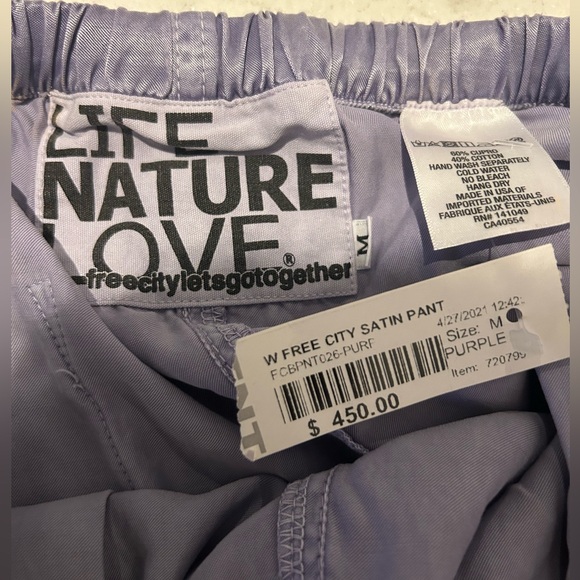 LIFE
NATURE
LOVE®
freecityletsgotogether
M
60% CUPRO
40% COTTON
HAND WASH SEPARATELY
COLD WATER
NO BLEACH
HANG DRY
MADE IN USA OF
IMPORTED MATERIALS
FABRIQUE AUX ÉTATS-UNIS
RN# 141049
CA40554
W FREE CITY SATIN PANT
FCBPNT026-PURP
$ 450.00
4/27/2021 12:42
Size: M
PURPLE
Item: 720795